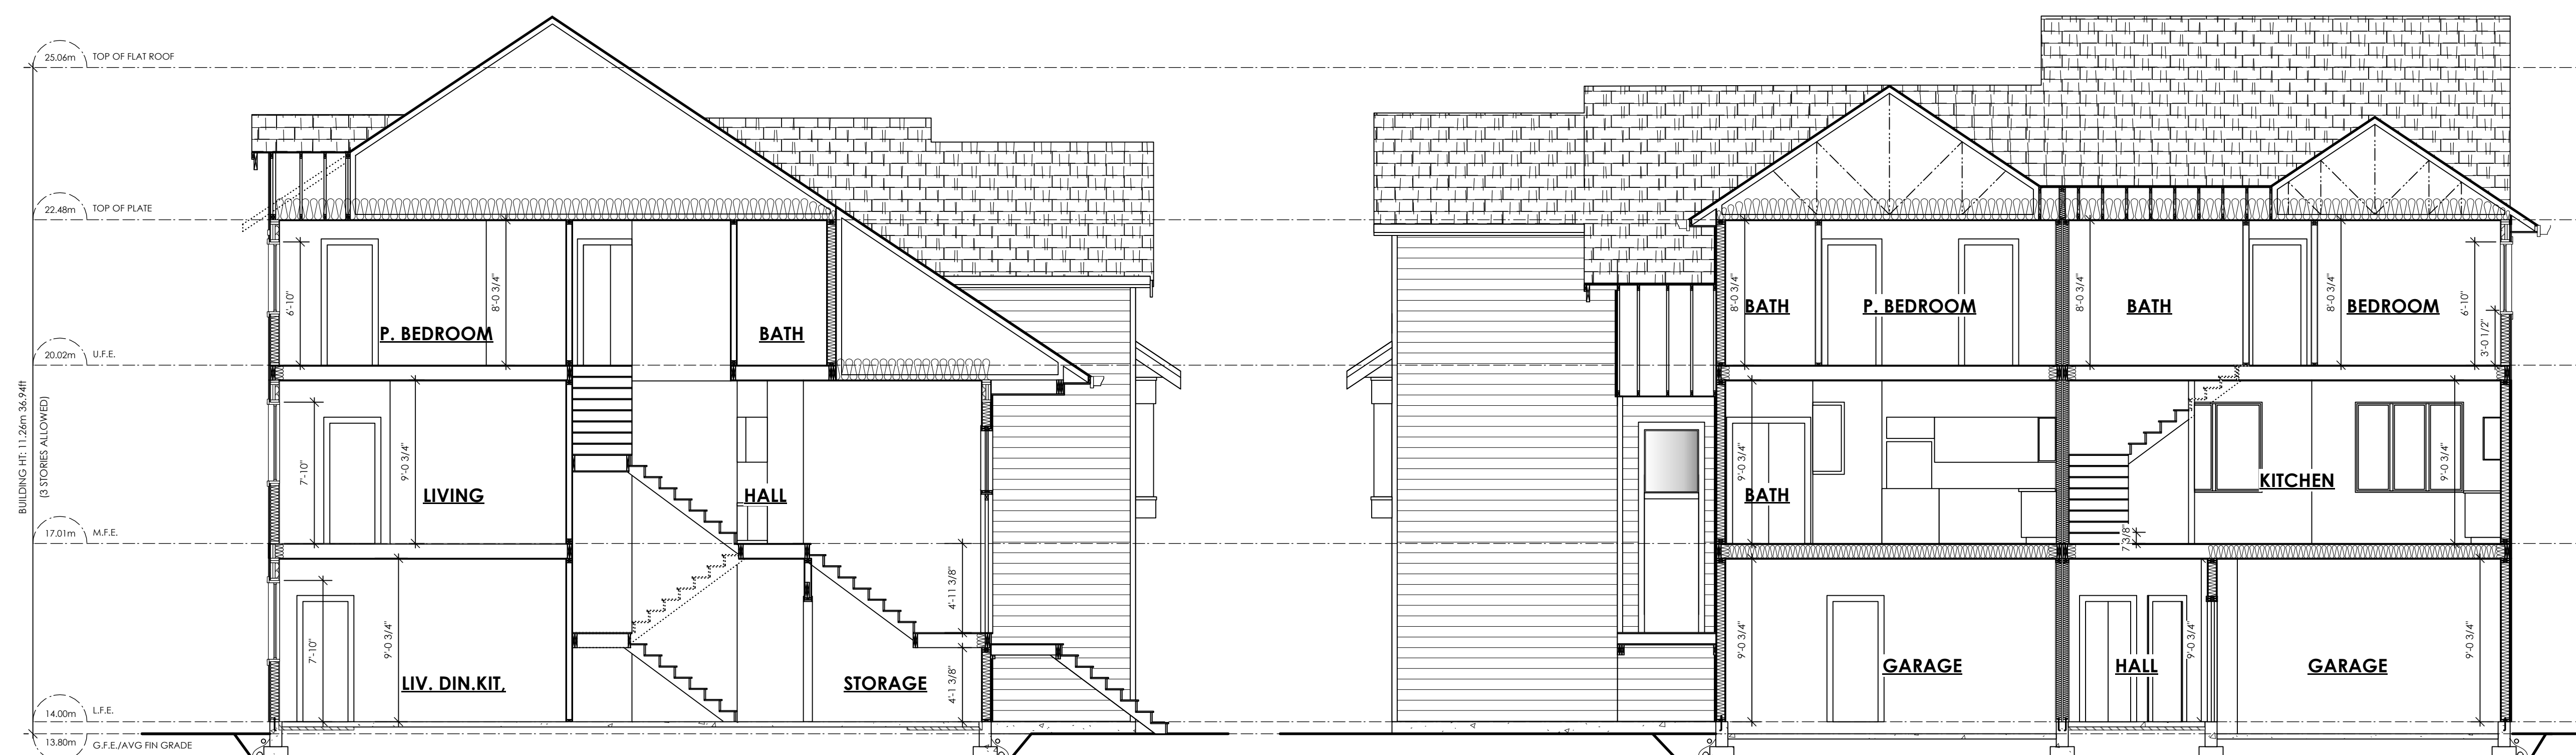 25.06m TOP OF FLAT ROOF
22.48m TOP OF PLATE
20.02m U.F.E.
17.01m M.F.E.
14.00m L.F.E.
13.80m G.F.E./AVG FIN GRADE
BUILDING HT: 11.26m 36.94ft
(3 STORIES ALLOWED)
6'-10"
P. BEDROOM
8'-0 3/4"
BATH
7'-10"
9'-0 3/4"
LIVING
HALL
7'-10"
9'-0 3/4"
LIV. DIN.KIT,
STORAGE
4'-11 3/8"
4'-1 3/8"
8'-0 3/4"
BATH
P. BEDROOM
8'-0 3/4"
BATH
8'-0 3/4"
BEDROOM
6'-10"
3'-0 1/2"
9'-0 3/4"
BATH
7 3/8"
KITCHEN
9'-0 3/4"
9'-0 3/4"
GARAGE
HALL
9'-0 3/4"
GARAGE
9'-0 3/4"